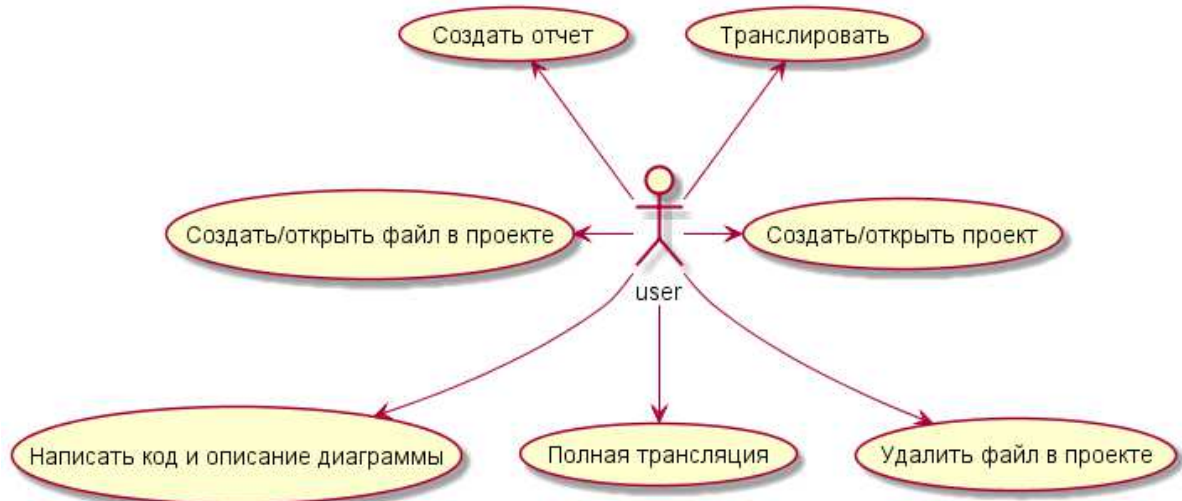 Создать отчет
Транслировать
Создать/открыть файл в проекте
Создать/открыть проект
user
Написать код и описание диаграммы
Полная трансляция
Удалить файл в проекте